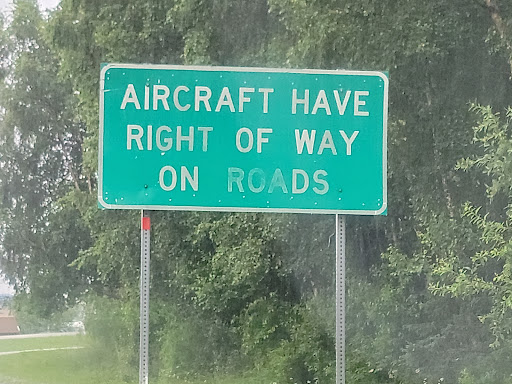 AIRCRAFT HAVE
RIGHT OF WAY
ON ROADS